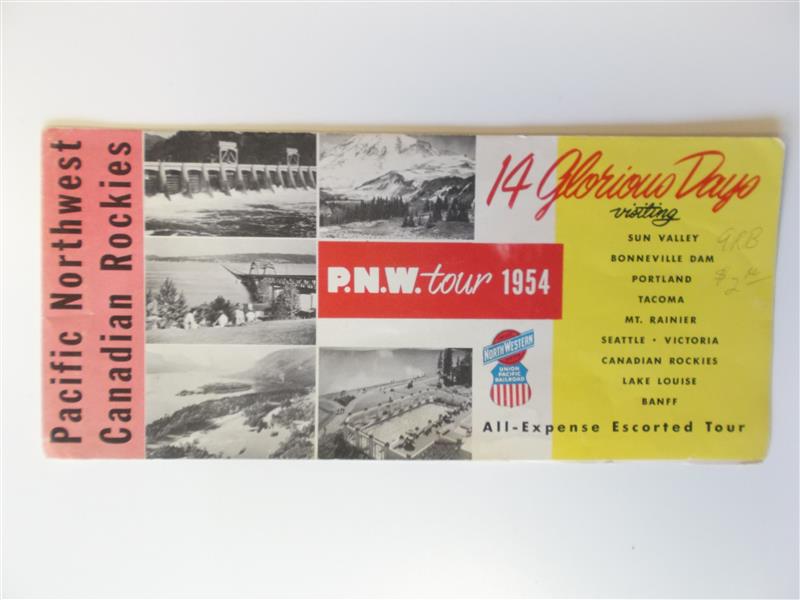 Pacific Northwest
Canadian Rockies
P.N.W. tour 1954
14 Glorious Days
visiting
SUN VALLEY
BONNEVILLE DAM
PORTLAND
TACOMA
MT. RAINIER
SEATTLE • VICTORIA
CANADIAN ROCKIES
LAKE LOUISE
BANFF
NORTH WESTERN
UNION
PACIFIC
RAILROAD
All-Expense Escorted Tour